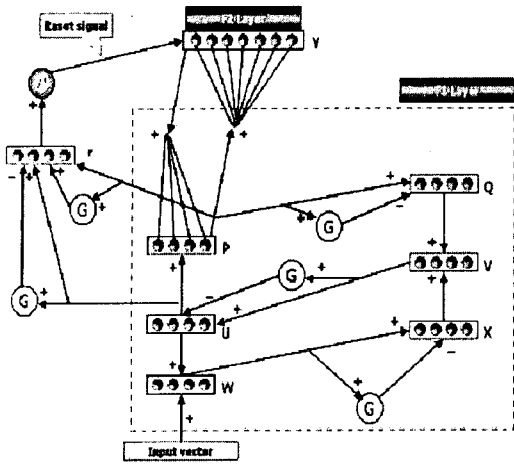 Reset signal
F2 Layer
Y
+
+
+
F1 Layer
r
− + +
G +
+
Q
+ G −
P
+
+
V
+
G +
−
+
G +
U
+
X
+
−
W
+
G
+
Input vector